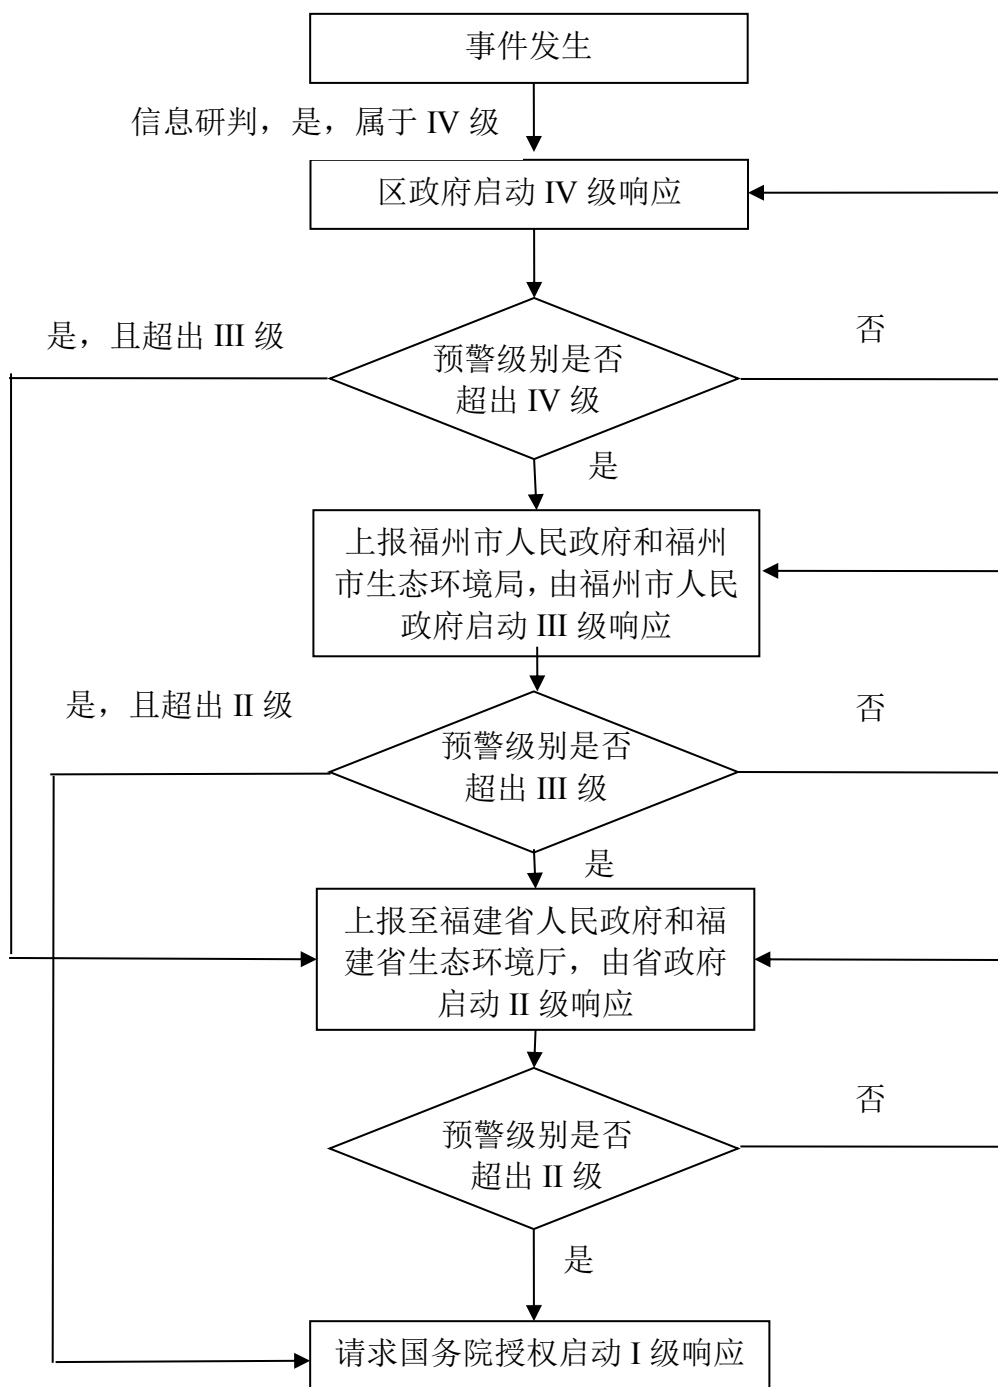 事件发生
信息研判，是，属于 IV 级
区政府启动 IV 级响应
是，且超出 III 级
否
预警级别是否
超出 IV 级
是
上报福州市人民政府和福州
市生态环境局，由福州市人民
政府启动 III 级响应
是，且超出 II 级
否
预警级别是否
超出 III 级
是
上报至福建省人民政府和福
建省生态环境厅，由省政府
启动 II 级响应
否
预警级别是否
超出 II 级
是
请求国务院授权启动 I 级响应